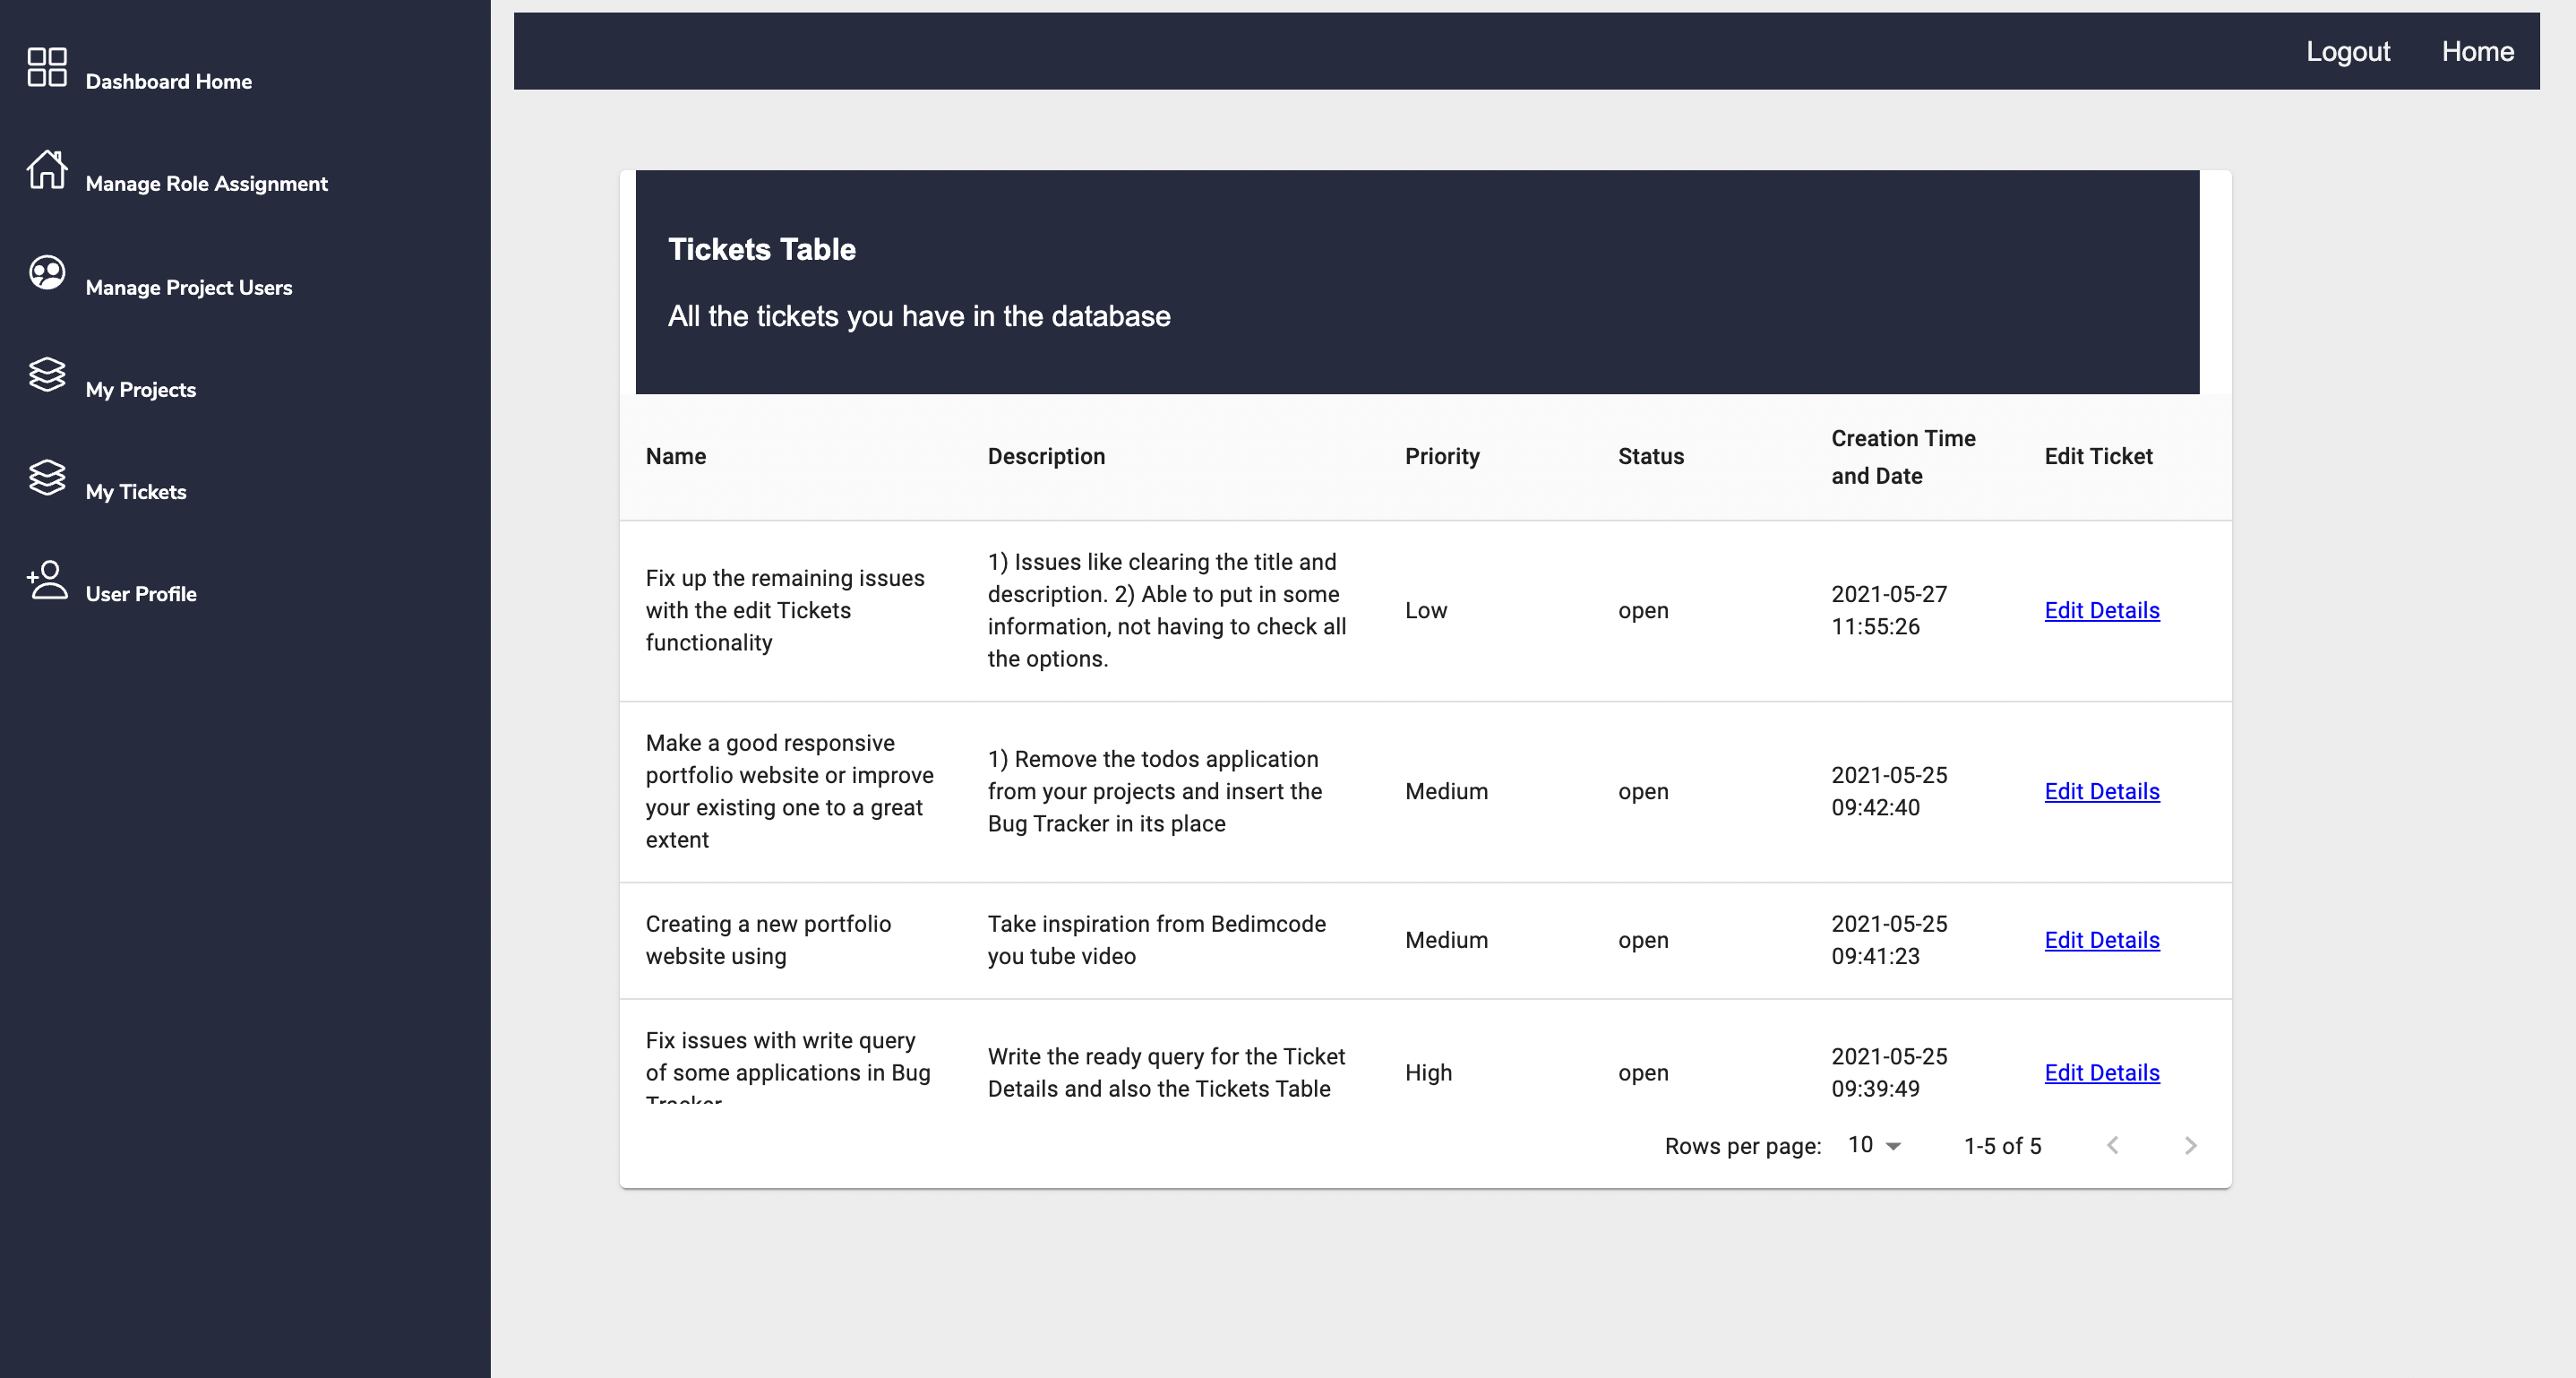 Dashboard Home
Manage Role Assignment
Manage Project Users
My Projects
My Tickets
User Profile
Logout Home
Tickets Table
All the tickets you have in the database
Name Description Priority Status Creation Time and Date Edit Ticket
Fix up the remaining issues
with the edit Tickets
functionality
1) Issues like clearing the title and
description. 2) Able to put in some
information, not having to check all
the options.
Low
open
2021-05-27
11:55:26
Edit Details
Make a good responsive
portfolio website or improve
your existing one to a great
extent
1) Remove the todos application
from your projects and insert the
Bug Tracker in its place
Medium
open
2021-05-25
09:42:40
Edit Details
Creating a new portfolio
website using
Take inspiration from Bedimcode
you tube video
Medium
open
2021-05-25
09:41:23
Edit Details
Fix issues with write query
of some applications in Bug
Tracker
Write the ready query for the Ticket
Details and also the Tickets Table
High
open
2021-05-25
09:39:49
Edit Details
Rows per page: 10 1-5 of 5